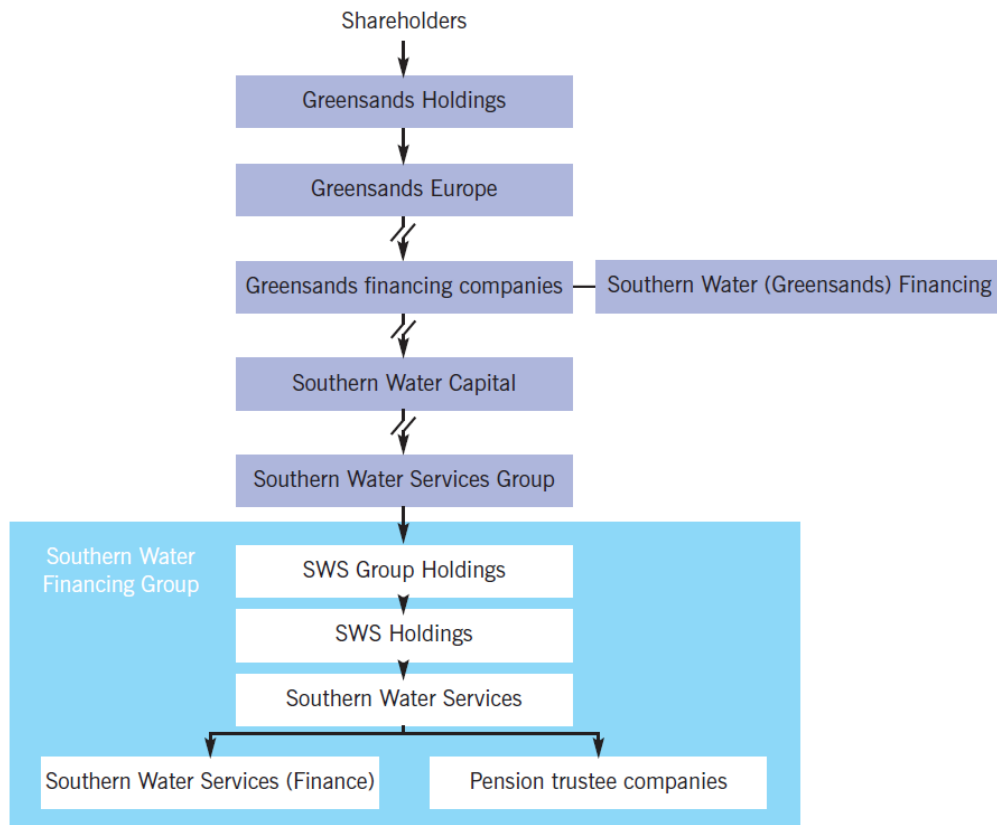 Shareholders
Greensands Holdings
Greensands Europe
Greensands financing companies
Southern Water (Greensands) Financing
Southern Water Capital
Southern Water Services Group
Southern Water
Financing Group
SWS Group Holdings
SWS Holdings
Southern Water Services
Southern Water Services (Finance)
Pension trustee companies